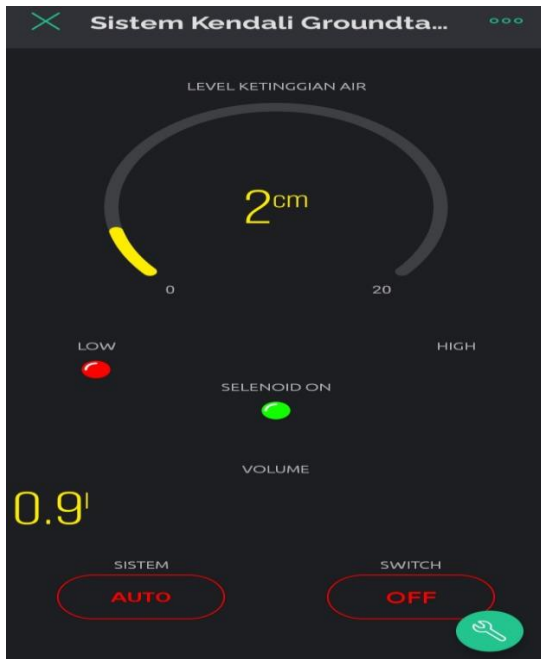 Sistem Kendali Groundta...
LEVEL KETINGGIAN AIR
2cm
0 20
LOW HIGH
SELENOID ON
VOLUME
0.9l
SISTEM SWITCH
AUTO OFF